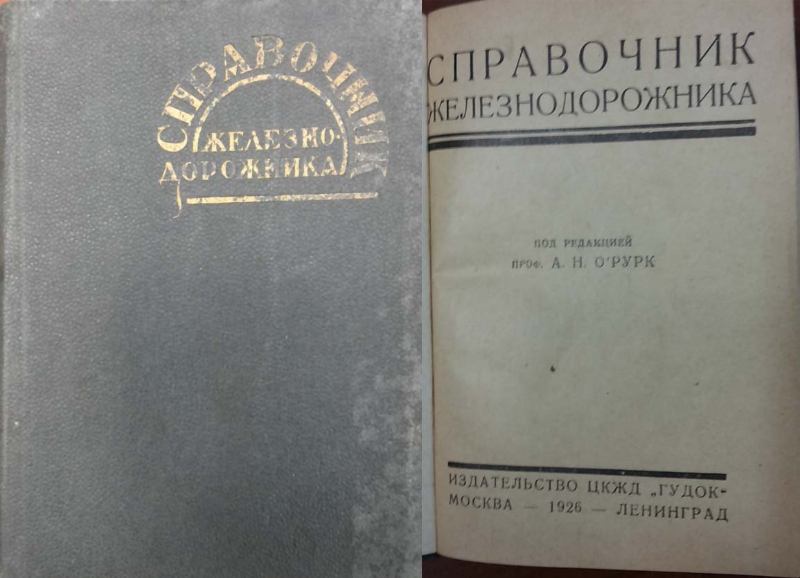 СПРАВОЧНИК
ЖЕЛЕЗНО-
ДОРОЖНИКА
СПРАВОЧНИК
ЖЕЛЕЗНОДОРОЖНИКА
ПОД РЕДАКЦИЕЙ
ПРОФ. А. Н. О'РУРК
ИЗДАТЕЛЬСТВО ЦКЖД „ГУДОК"
МОСКВА — 1926 — ЛЕНИНГРАД